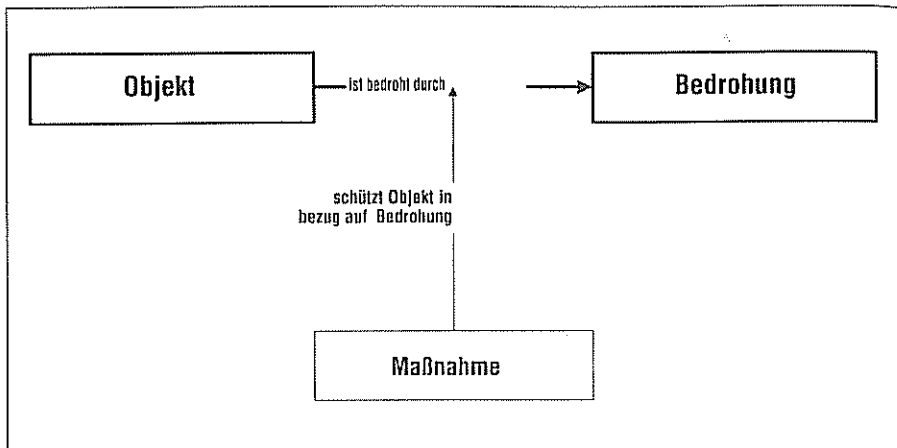 Objekt
ist bedroht durch
Bedrohung
schützt Objekt in
bezug auf Bedrohung
Maßnahme